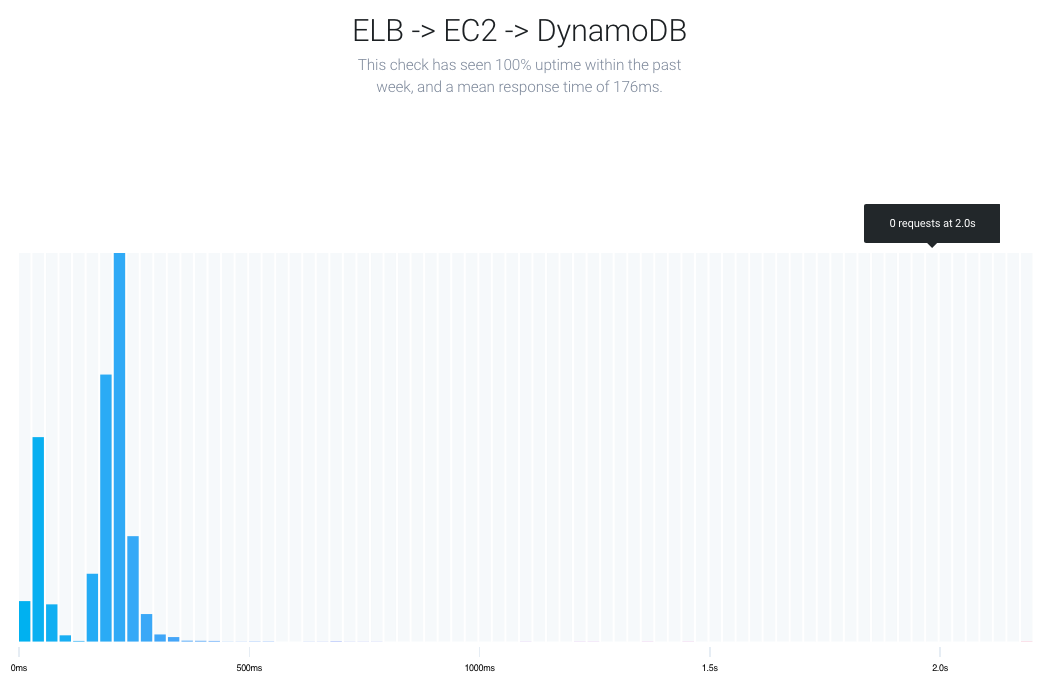 ELB -> EC2 -> DynamoDB
This check has seen 100% uptime within the past
week, and a mean response time of 176ms.
0 requests at 2.0s
0ms
500ms
1000ms
1.5s
2.0s